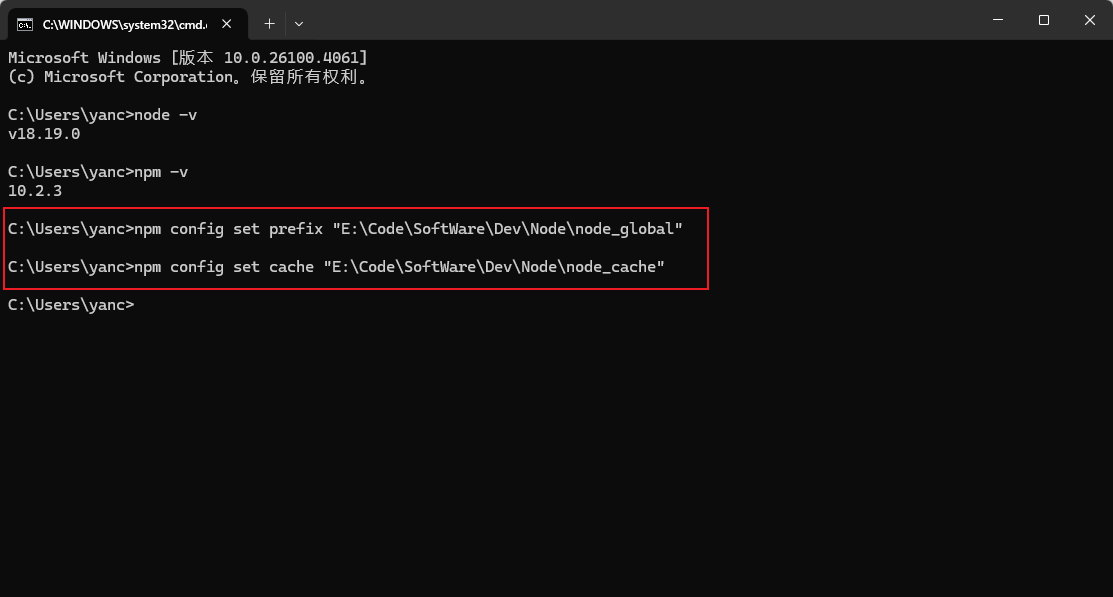 C:\WINDOWS\system32\cmd.
Microsoft Windows [版本 10.0.26100.4061]
(c) Microsoft Corporation。保留所有权利。
C:\Users\yanc>node -v
v18.19.0
C:\Users\yanc>npm -v
10.2.3
C:\Users\yanc>npm config set prefix "E:\Code\SoftWare\Dev\Node\node_global"
C:\Users\yanc>npm config set cache "E:\Code\SoftWare\Dev\Node\node_cache"
C:\Users\yanc>